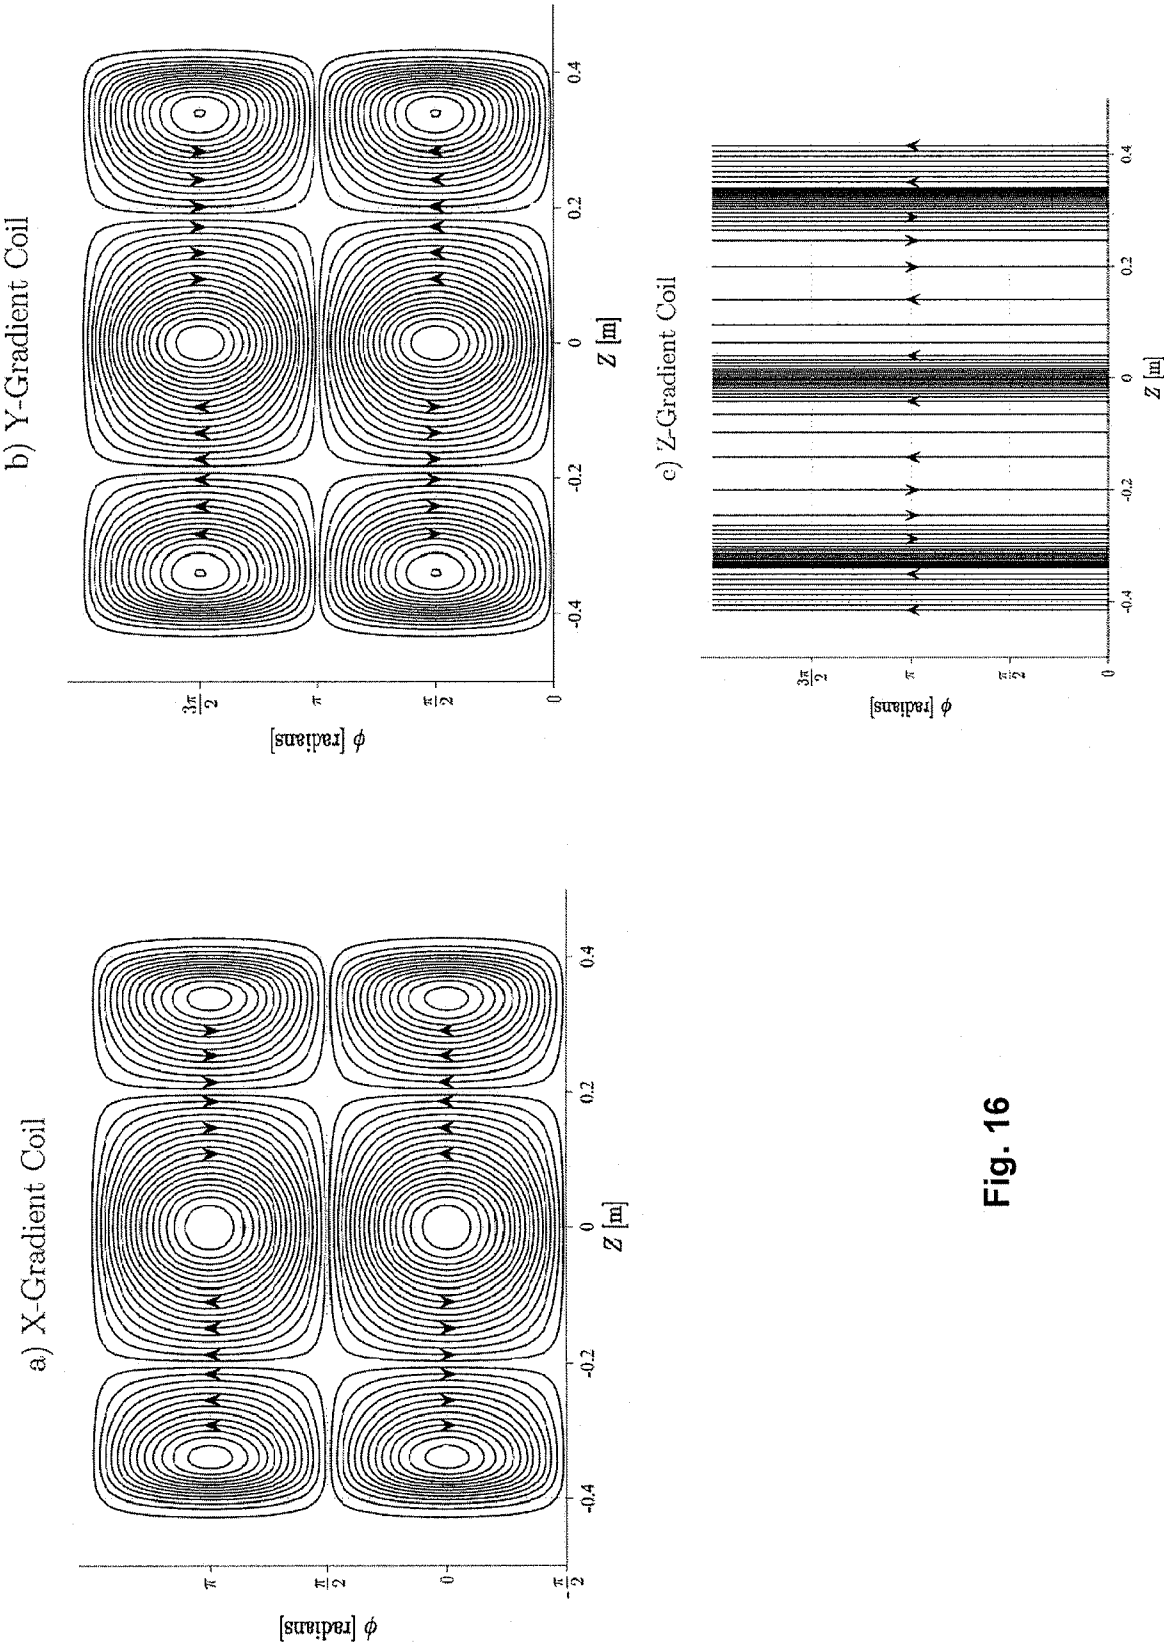 a) X-Gradient Coil
ϕ [radians]
π
π/2
0
-π/2
-0.4
-0.2
0
0.2
0.4
Z [m]
b) Y-Gradient Coil
ϕ [radians]
3π/2
π
π/2
0
-0.4
-0.2
0
0.2
0.4
Z [m]
c) Z-Gradient Coil
ϕ [radians]
3π/2
π
π/2
0
-0.4
-0.2
0
0.2
0.4
Z [m]
Fig. 16